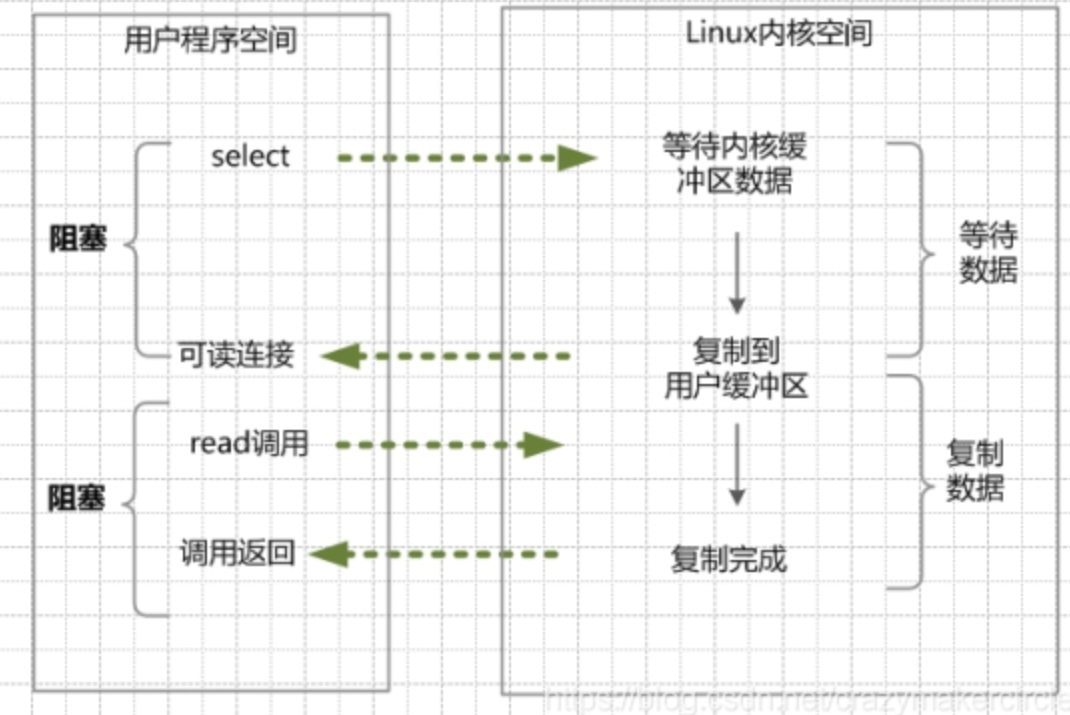 用户程序空间
Linux内核空间
select
等待内核缓
冲区数据
阻塞
等待
数据
可读连接
复制到
用户缓冲区
read调用
复制
数据
阻塞
调用返回
复制完成
https://blog.csdn.net/crazymakercircle